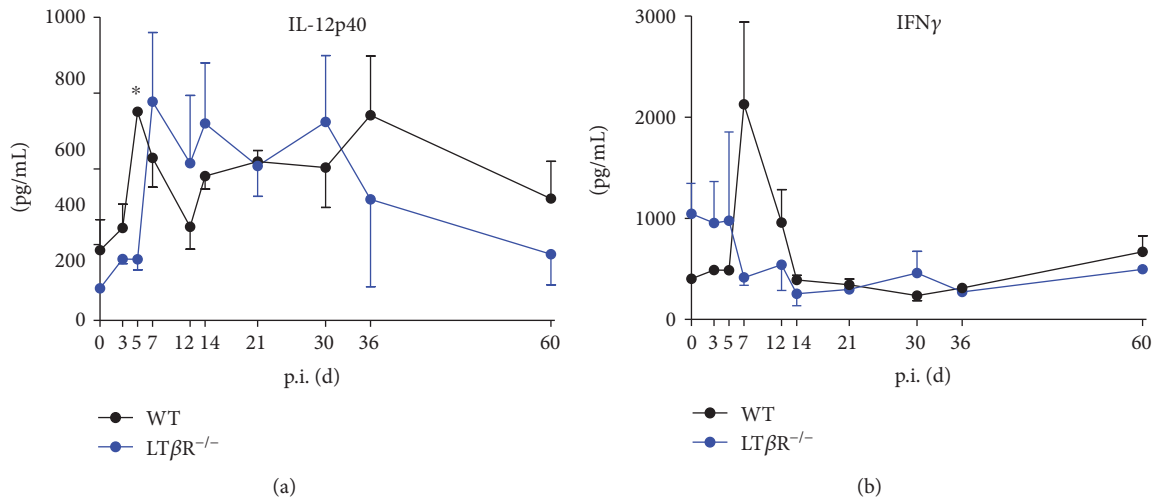 IL-12p40
1000
800
600
400
200
0
(pg/mL)
*
0 3 5 7 12 14 21 30 36 60
p.i. (d)
WT
LTβR−/−
(a)
IFNγ
3000
2000
1000
0
(pg/mL)
0 3 5 7 12 14 21 30 36 60
p.i. (d)
WT
LTβR−/−
(b)